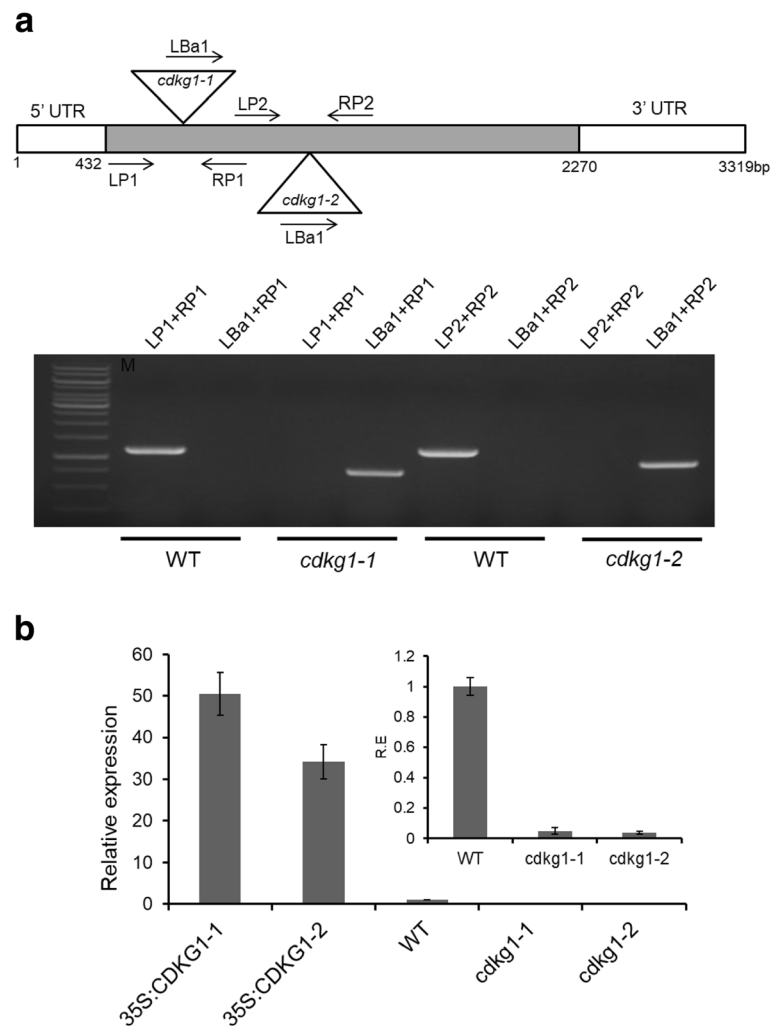 a
LBa1
cdkg1-1
LP2
RP2
5’ UTR
3’ UTR
1
432
2270
3319bp
LP1
RP1
cdkg1-2
LBa1
LP1+RP1
LBa1+RP1
LP1+RP1
LBa1+RP1
LP2+RP2
LBa1+RP2
LP2+RP2
LBa1+RP2
M
WT
cdkg1-1
WT
cdkg1-2
b
Relative expression
60
50
40
30
20
10
0
35S:CDKG1-1
35S:CDKG1-2
WT
cdkg1-1
cdkg1-2
R.E
1.2
1
0.8
0.6
0.4
0.2
0
WT
cdkg1-1
cdkg1-2